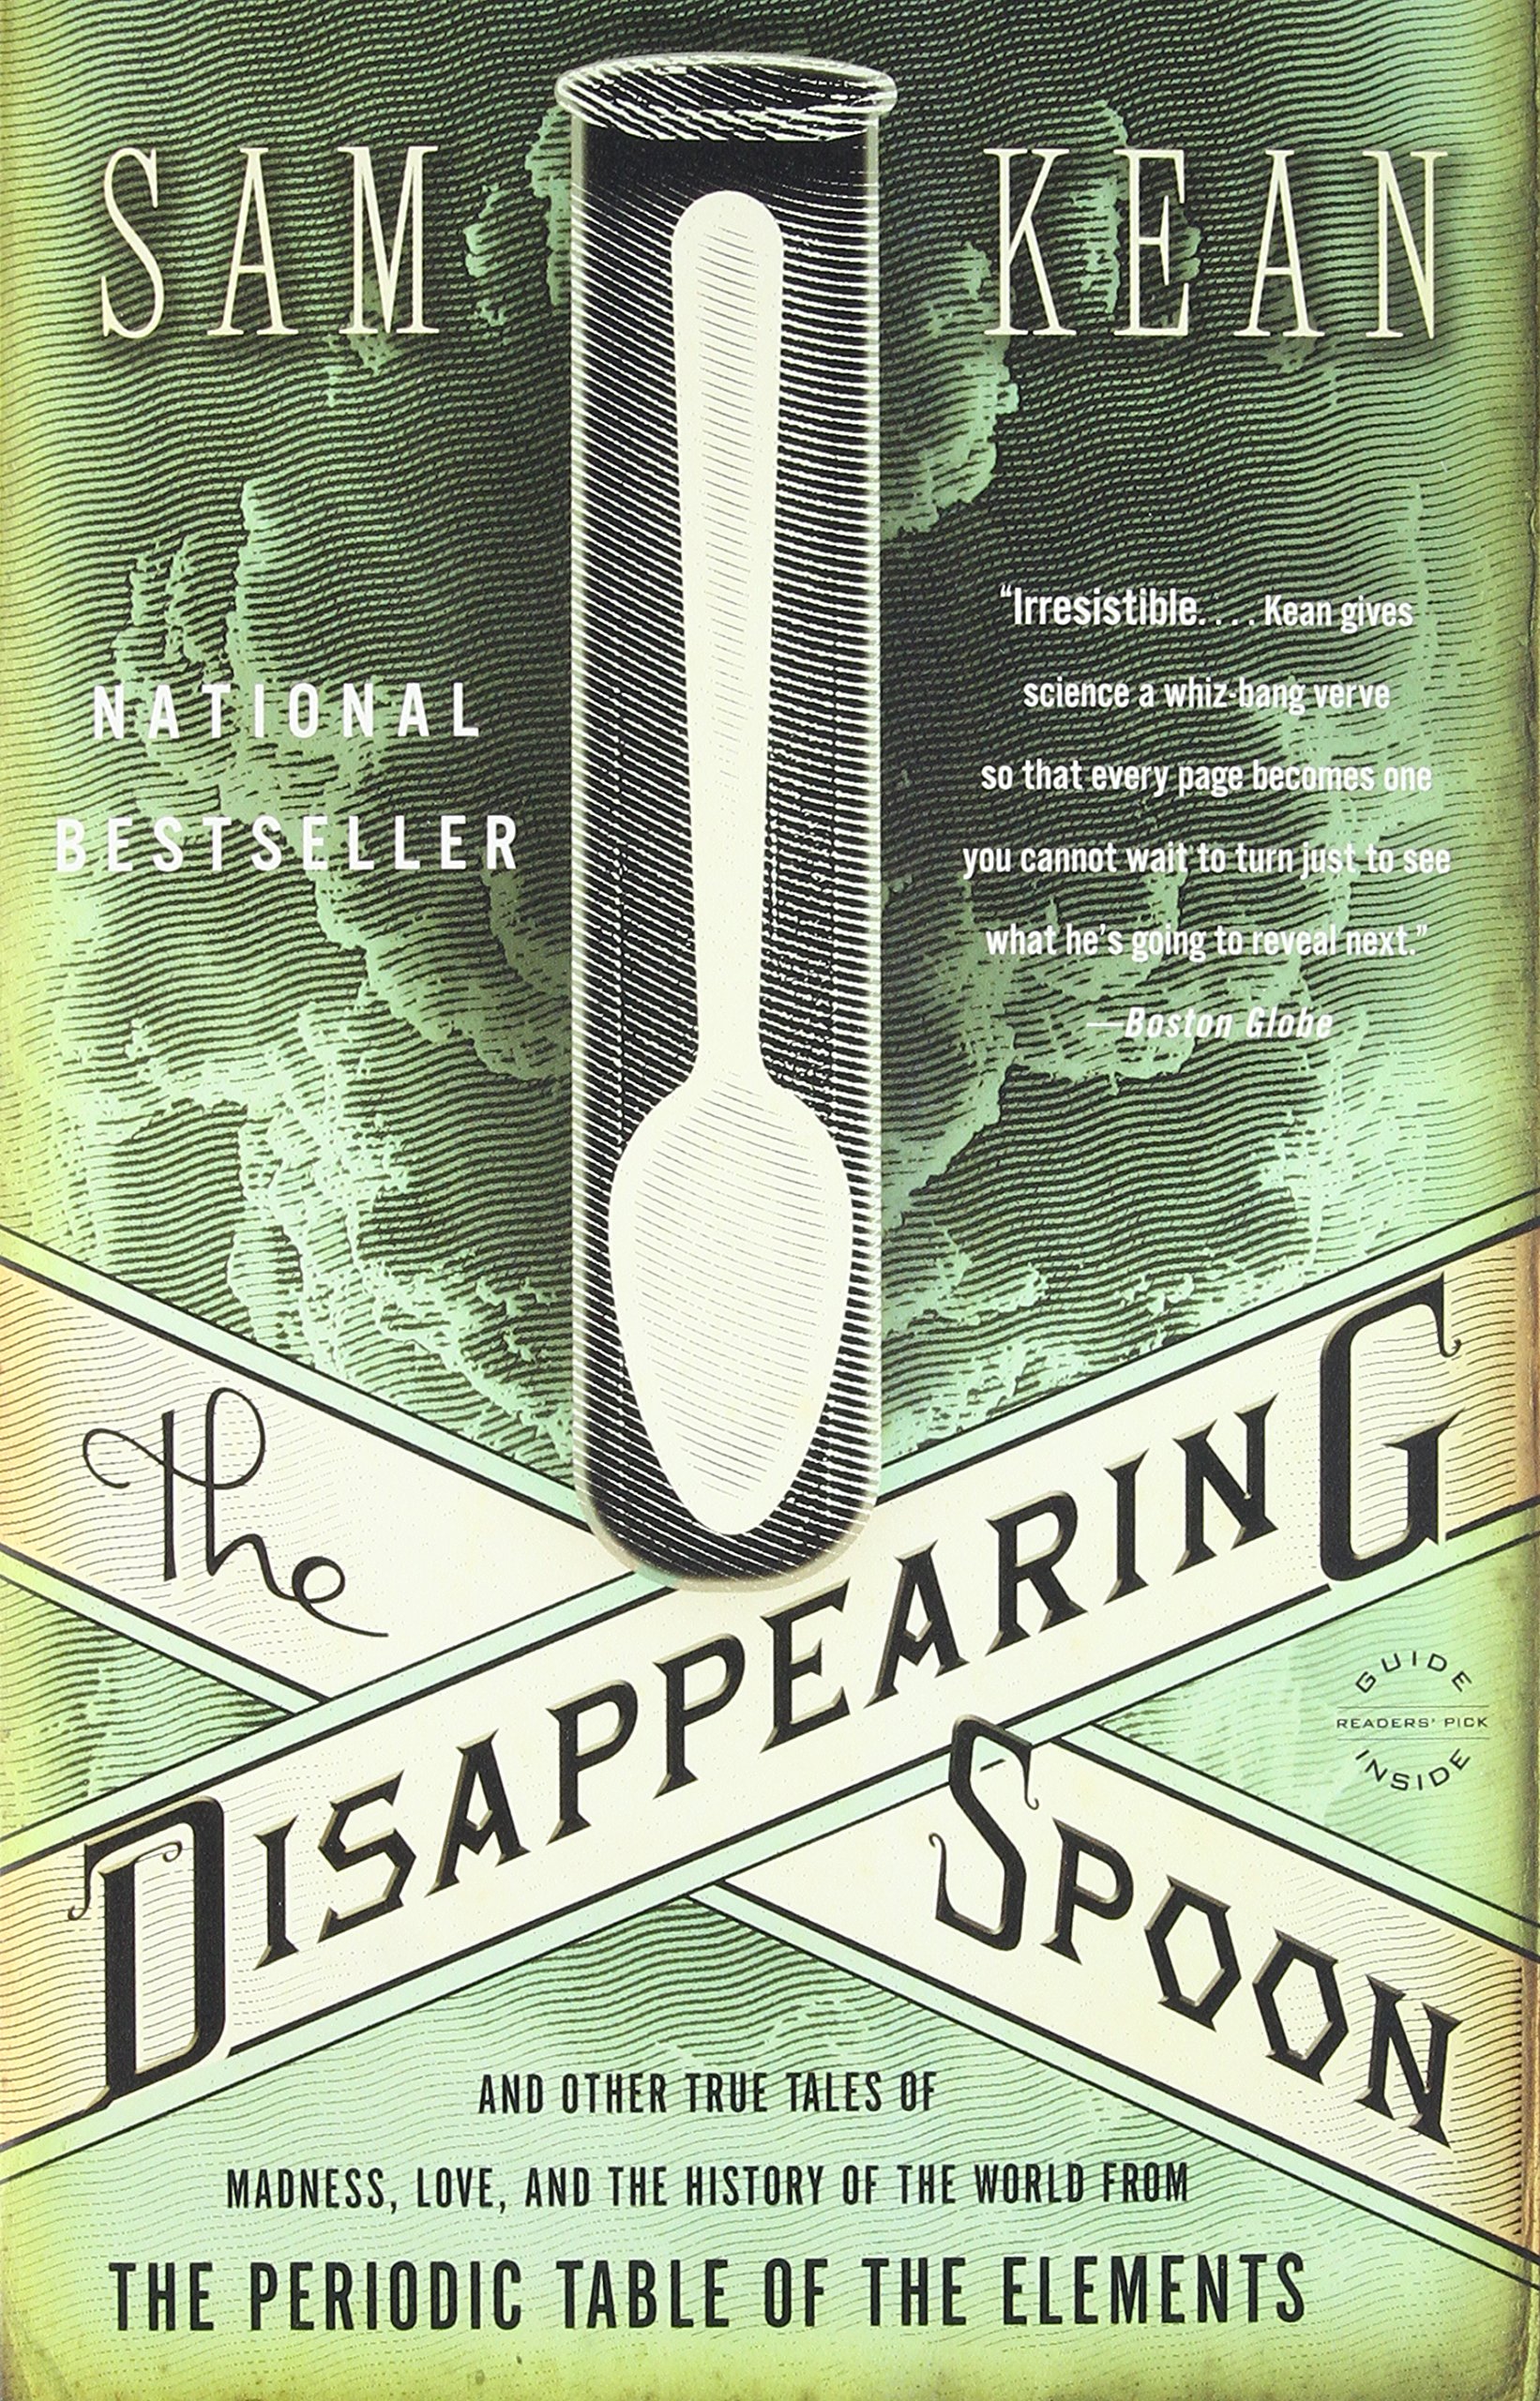 SAM KEAN
NATIONAL
BESTSELLER
“Irresistible. . . . Kean gives
science a whiz-bang verve
so that every page becomes one
you cannot wait to turn just to see
what he’s going to reveal next.”
—Boston Globe
The
DISAPPEARING
SPOON
GUIDE
READERS’ PICK
INSIDE
AND OTHER TRUE TALES OF
MADNESS, LOVE, AND THE HISTORY OF THE WORLD FROM
THE PERIODIC TABLE OF THE ELEMENTS